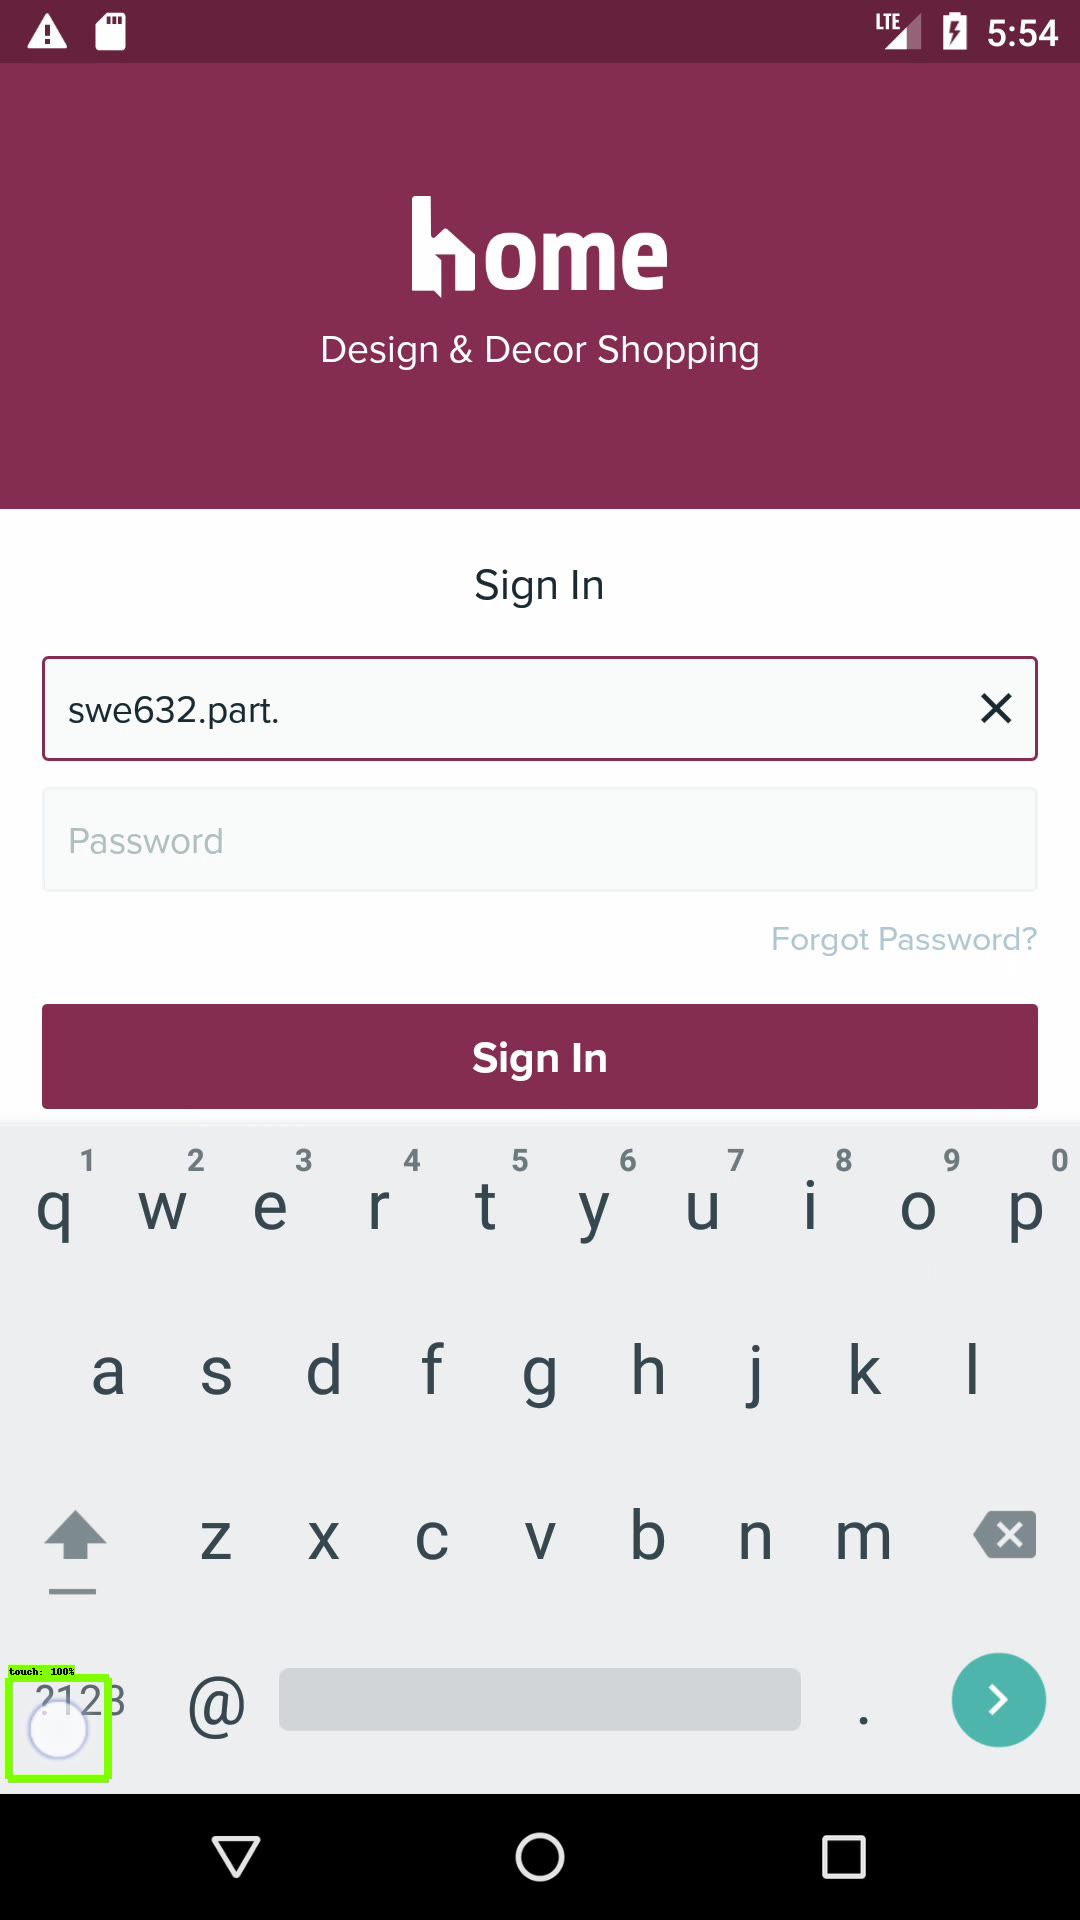 LTE 5:54
home
Design & Decor Shopping
Sign In
swe632.part.
Password
Forgot Password?
Sign In
1 2 3 4 5 6 7 8 9 0
q w e r t y u i o p
a s d f g h j k l
z x c v b n m
touch: 100%
?123 @ .